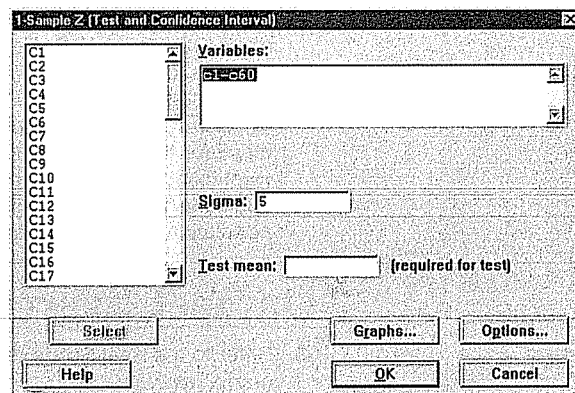 1-Sample Z (Test and Confidence Interval)
C1
C2
C3
C4
C5
C6
C7
C8
C9
C10
C11
C12
C13
C14
C15
C16
C17
Variables:
c1-c60
Sigma: 5
Test mean: (required for test)
Select
Graphs...
Options...
Help
OK
Cancel